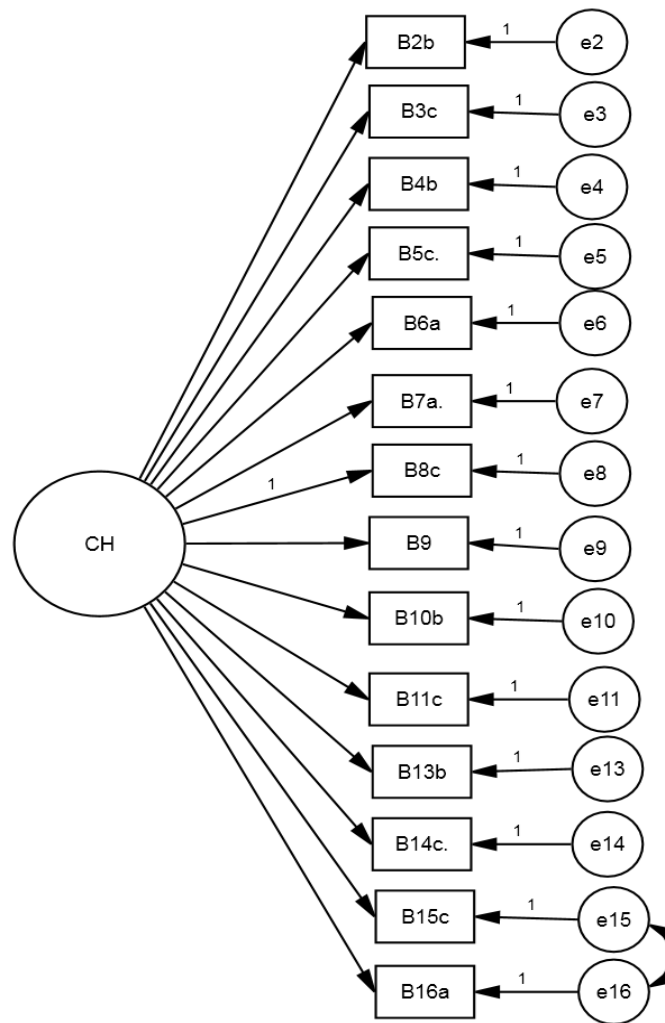 B2b 1 e2
B3c 1 e3
B4b 1 e4
B5c. 1 e5
B6a 1 e6
B7a. 1 e7
1 B8c 1 e8
CH B9 1 e9
B10b 1 e10
B11c 1 e11
B13b 1 e13
B14c. 1 e14
B15c 1 e15
B16a 1 e16